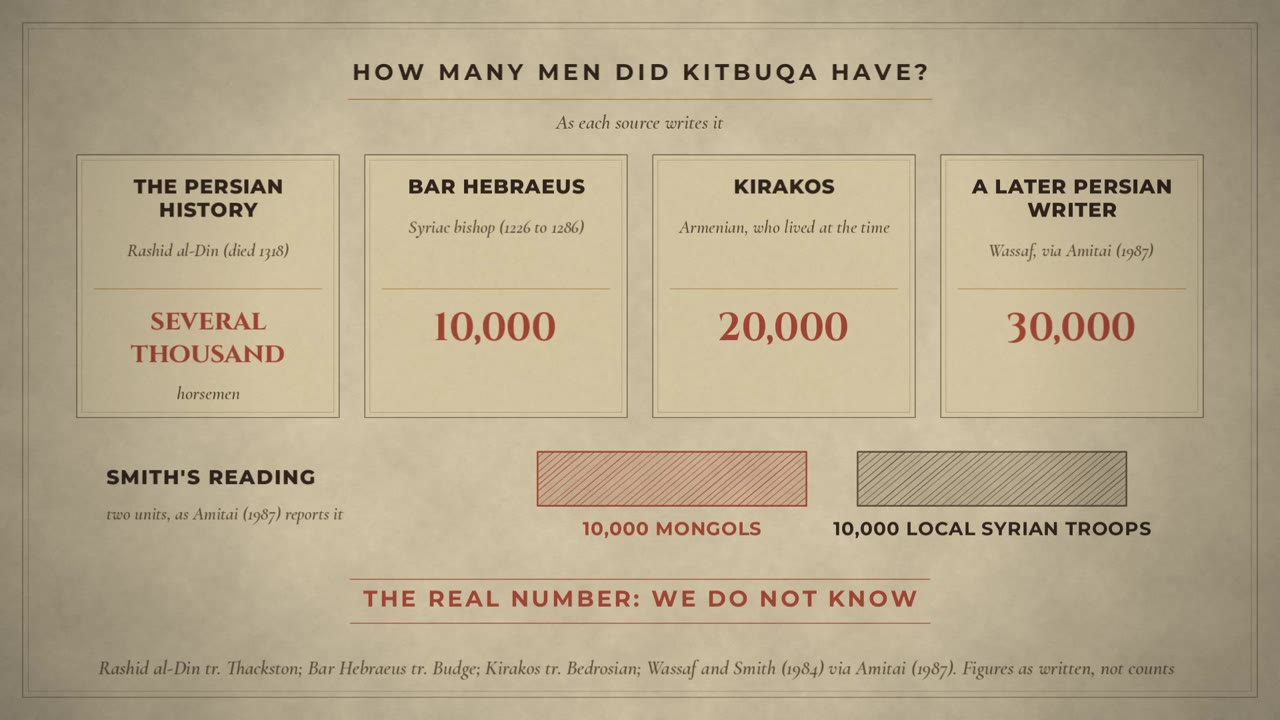 HOW MANY MEN DID KITBUQA HAVE?
As each source writes it
THE PERSIAN
HISTORY
Rashid al-Din (died 1318)
SEVERAL
THOUSAND
horsemen
BAR HEBRAEUS
Syriac bishop (1226 to 1286)
10,000
KIRAKOS
Armenian, who lived at the time
20,000
A LATER PERSIAN
WRITER
Wassaf, via Amitai (1987)
30,000
SMITH'S READING
two units, as Amitai (1987) reports it
10,000 MONGOLS
10,000 LOCAL SYRIAN TROOPS
THE REAL NUMBER: WE DO NOT KNOW
Rashid al-Din tr. Thackston; Bar Hebraeus tr. Budge; Kirakos tr. Bedrosian; Wassaf and Smith (1984) via Amitai (1987). Figures as written, not counts